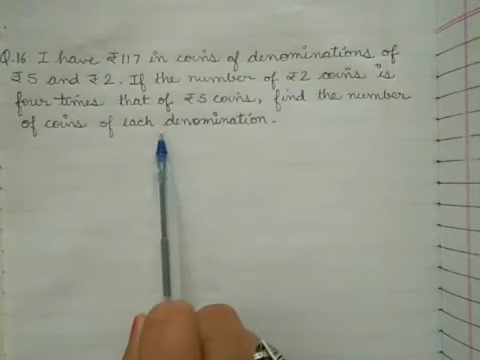 Q.16 I have ₹117 in coins of denominations of
₹5 and ₹2. If the number of ₹2 coins is
four times that of ₹5 coins, find the number
of coins of each denomination.